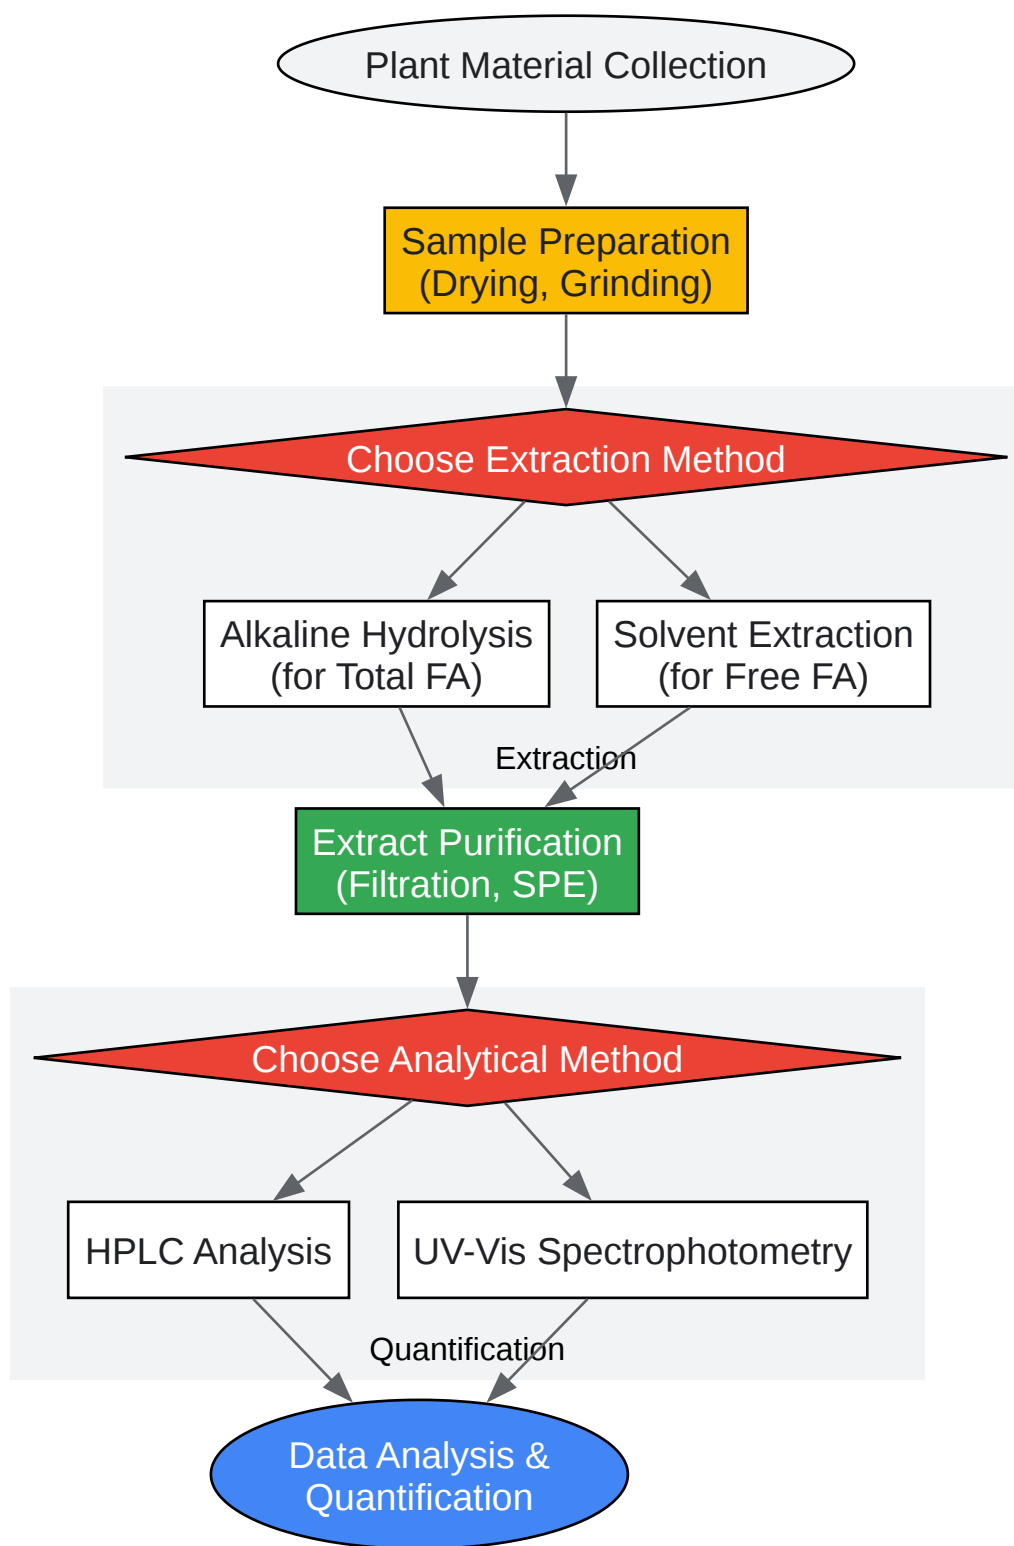 Plant Material Collection
Sample Preparation
(Drying, Grinding)
Choose Extraction Method
Alkaline Hydrolysis
(for Total FA)
Solvent Extraction
(for Free FA)
Extraction
Extract Purification
(Filtration, SPE)
Choose Analytical Method
HPLC Analysis
UV-Vis Spectrophotometry
Quantification
Data Analysis &
Quantification